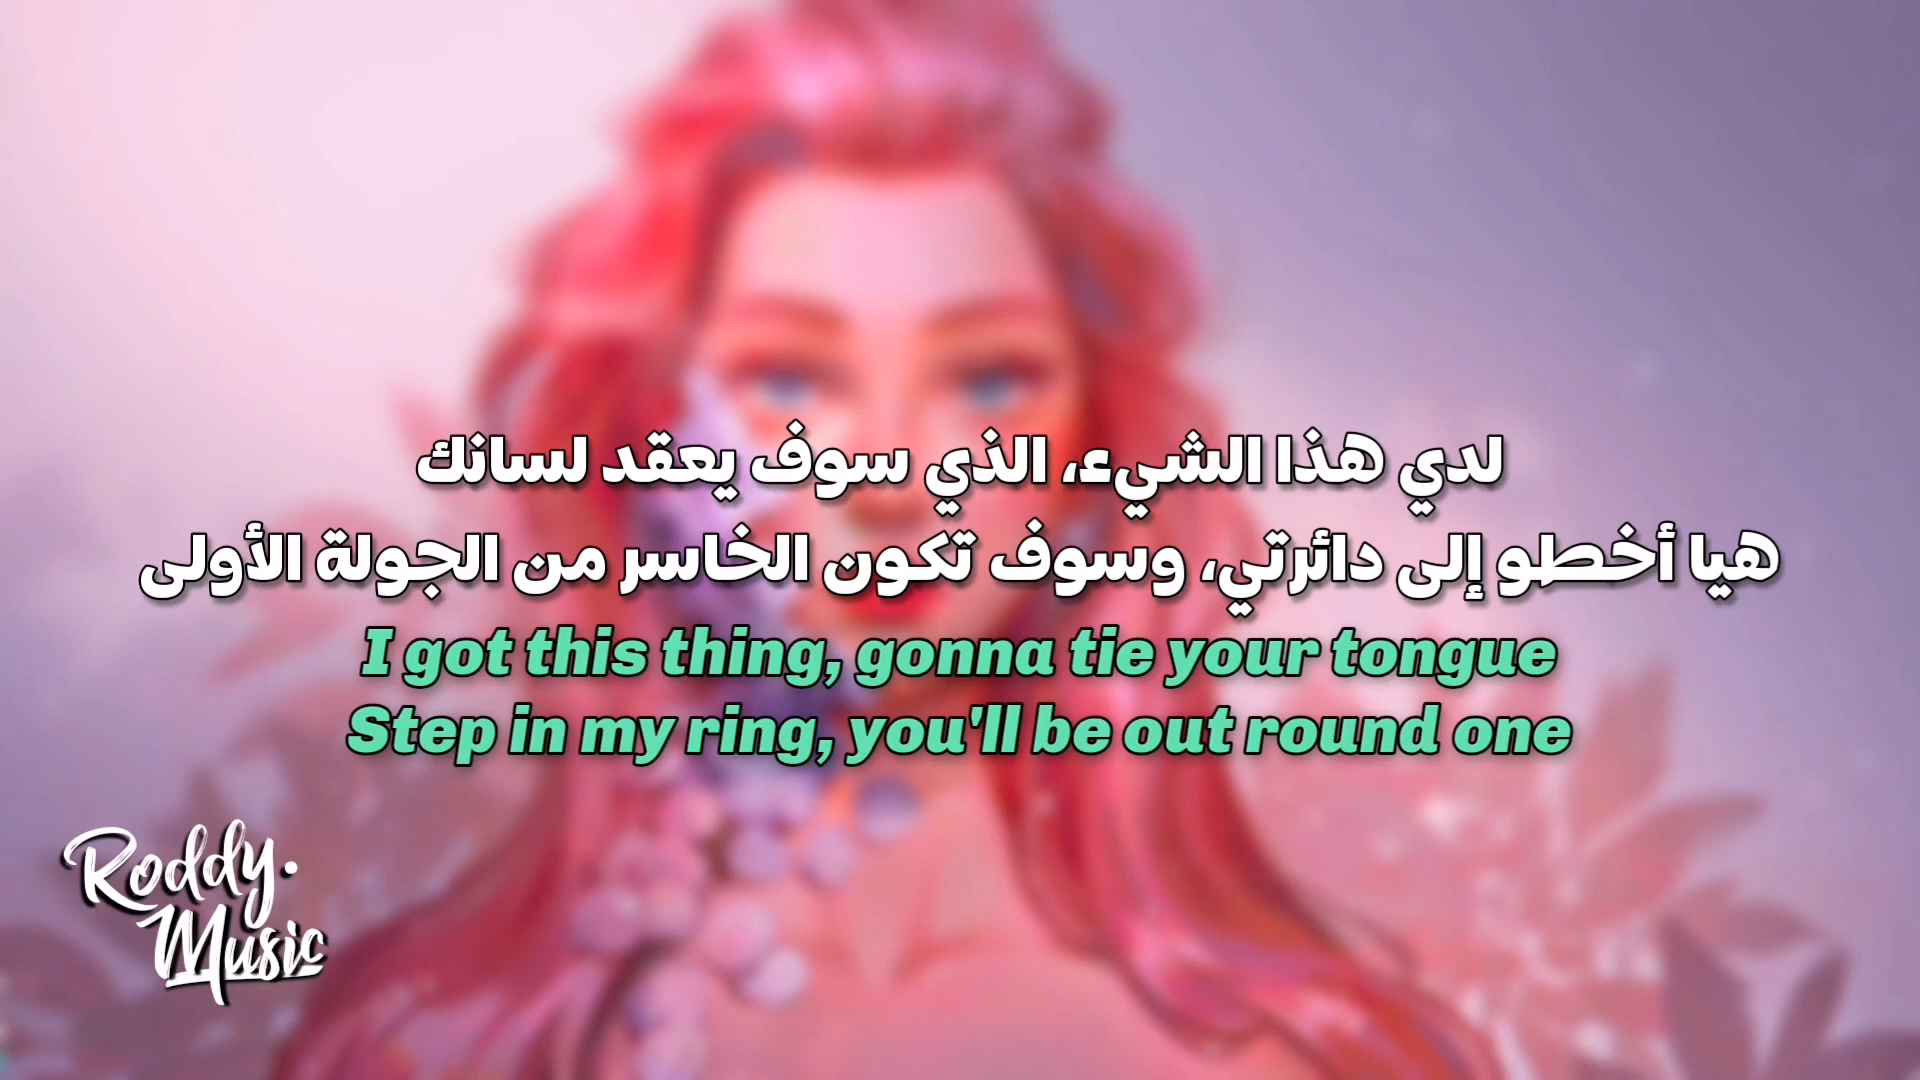 لدي هذا الشيء، الذي سوف يعقد لسانك
هيا أخطو إلى دائرتي، وسوف تكون الخاسر من الجولة الأولى
I got this thing, gonna tie your tongue
Step in my ring, you'll be out round one
Roddy.
Music